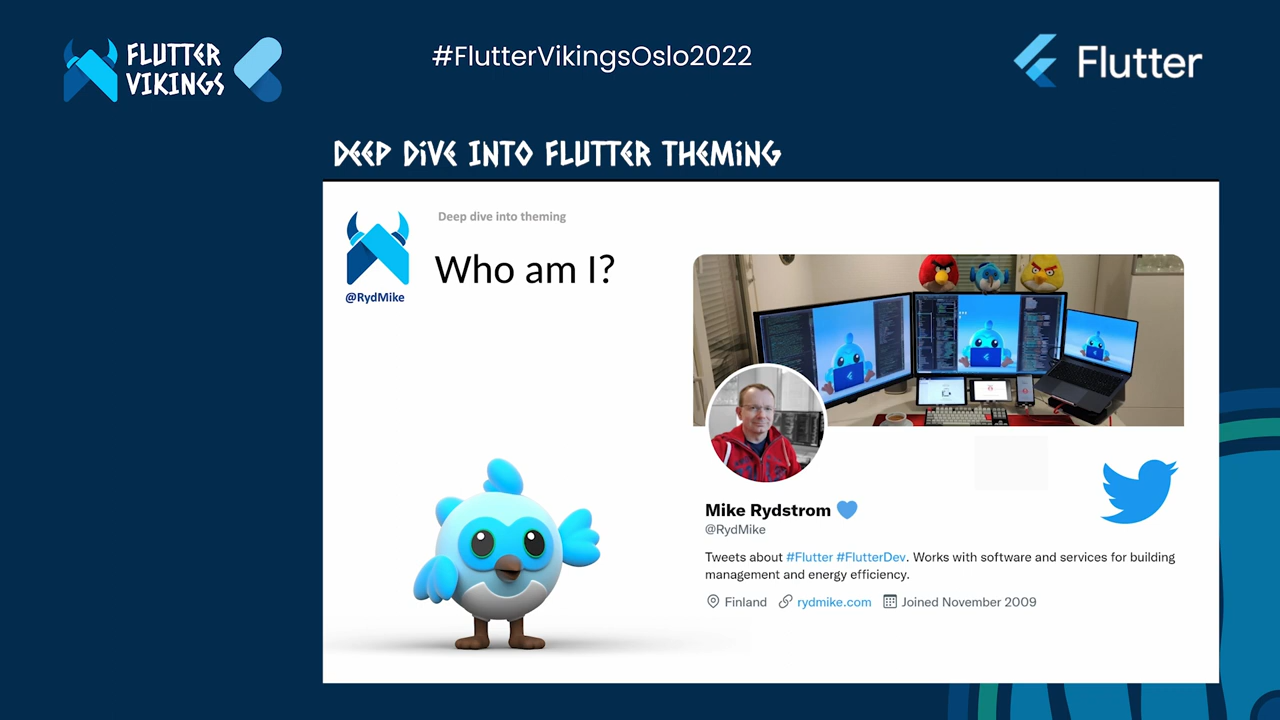 FLUTTER
VIKINGS
#FlutterVikingsOslo2022
Flutter
DEEP DIVE INTO FLUTTER THEMING
Deep dive into theming
Who am I?
@RydMike
Mike Rydstrom
@RydMike
Tweets about #Flutter #FlutterDev. Works with software and services for building
management and energy efficiency.
Finland rydmike.com Joined November 2009